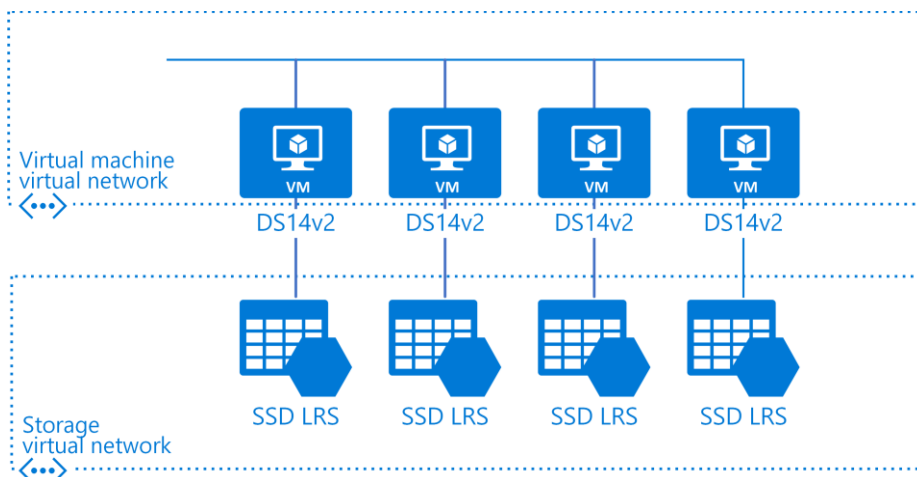 VM VM VM VM
Virtual machine
virtual network
DS14v2 DS14v2 DS14v2 DS14v2
SSD LRS SSD LRS SSD LRS SSD LRS
Storage
virtual network